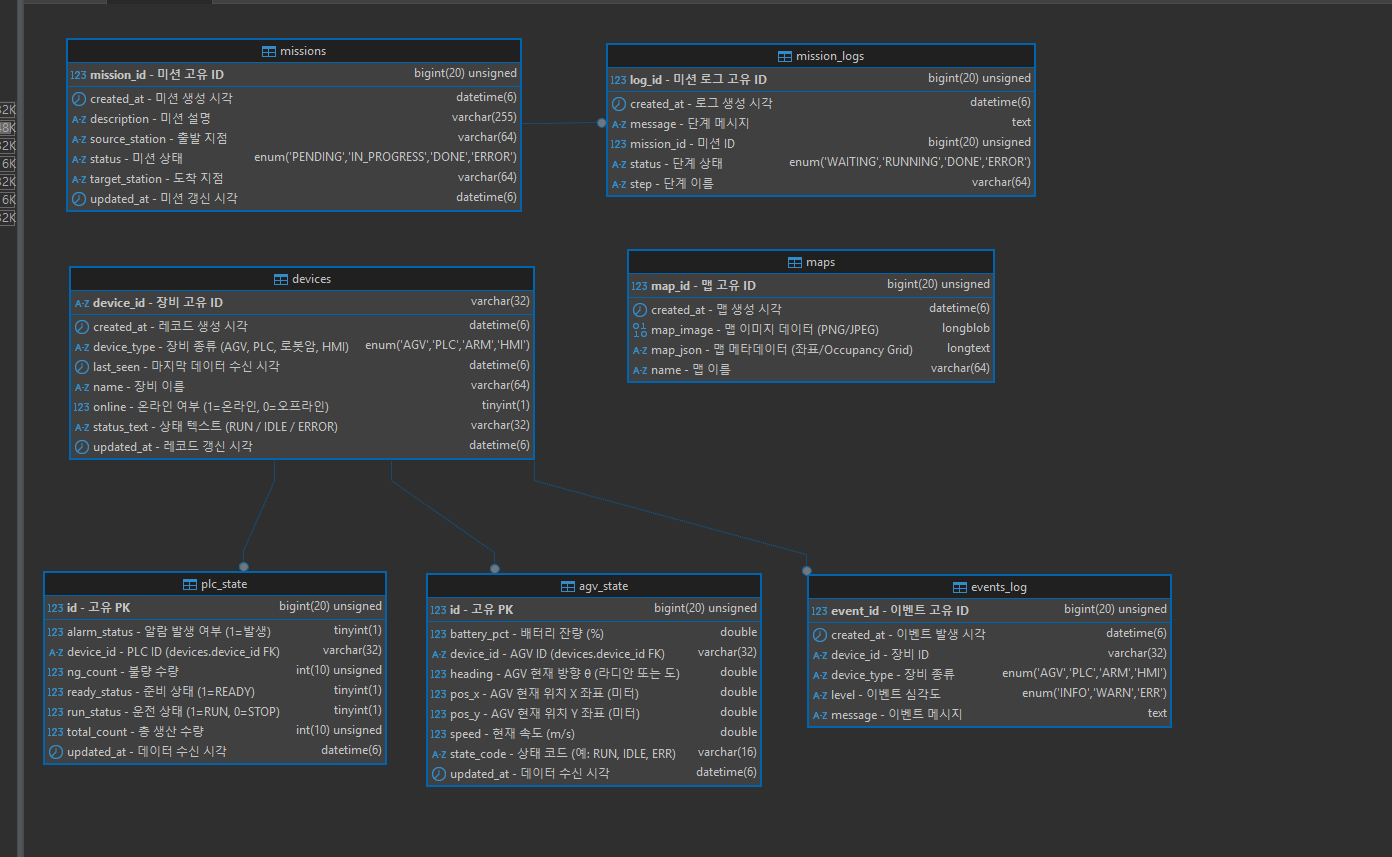 missions
123 mission_id - 미션 고유 ID bigint(20) unsigned
created_at - 미션 생성 시각 datetime(6)
A-Z description - 미션 설명 varchar(255)
A-Z source_station - 출발 지점 varchar(64)
A-Z status - 미션 상태 enum('PENDING','IN_PROGRESS','DONE','ERROR')
A-Z target_station - 도착 지점 varchar(64)
updated_at - 미션 갱신 시각 datetime(6)
mission_logs
123 log_id - 미션 로그 고유 ID bigint(20) unsigned
created_at - 로그 생성 시각 datetime(6)
A-Z message - 단계 메시지 text
123 mission_id - 미션 ID bigint(20) unsigned
A-Z status - 단계 상태 enum('WAITING','RUNNING','DONE','ERROR')
A-Z step - 단계 이름 varchar(64)
devices
A-Z device_id - 장비 고유 ID varchar(32)
created_at - 레코드 생성 시각 datetime(6)
A-Z device_type - 장비 종류 (AGV, PLC, 로봇암, HMI) enum('AGV','PLC','ARM','HMI')
last_seen - 마지막 데이터 수신 시각 datetime(6)
A-Z name - 장비 이름 varchar(64)
123 online - 온라인 여부 (1=온라인, 0=오프라인) tinyint(1)
A-Z status_text - 상태 텍스트 (RUN / IDLE / ERROR) varchar(32)
updated_at - 레코드 갱신 시각 datetime(6)
maps
123 map_id - 맵 고유 ID bigint(20) unsigned
created_at - 맵 생성 시각 datetime(6)
map_image - 맵 이미지 데이터 (PNG/JPEG) longblob
A-Z map_json - 맵 메타데이터 (좌표/Occupancy Grid) longtext
A-Z name - 맵 이름 varchar(64)
plc_state
123 id - 고유 PK bigint(20) unsigned
123 alarm_status - 알람 발생 여부 (1=발생) tinyint(1)
A-Z device_id - PLC ID (devices.device_id FK) varchar(32)
123 ng_count - 불량 수량 int(10) unsigned
123 ready_status - 준비 상태 (1=READY) tinyint(1)
123 run_status - 운전 상태 (1=RUN, 0=STOP) tinyint(1)
123 total_count - 총 생산 수량 int(10) unsigned
updated_at - 데이터 수신 시각 datetime(6)
agv_state
123 id - 고유 PK bigint(20) unsigned
123 battery_pct - 배터리 잔량 (%) double
A-Z device_id - AGV ID (devices.device_id FK) varchar(32)
123 heading - AGV 현재 방향 θ (라디안 또는 도) double
123 pos_x - AGV 현재 위치 X 좌표 (미터) double
123 pos_y - AGV 현재 위치 Y 좌표 (미터) double
123 speed - 현재 속도 (m/s) double
A-Z state_code - 상태 코드 (예: RUN, IDLE, ERR) varchar(16)
updated_at - 데이터 수신 시각 datetime(6)
events_log
123 event_id - 이벤트 고유 ID bigint(20) unsigned
created_at - 이벤트 발생 시각 datetime(6)
A-Z device_id - 장비 ID varchar(32)
A-Z device_type - 장비 종류 enum('AGV','PLC','ARM','HMI')
A-Z level - 이벤트 심각도 enum('INFO','WARN','ERR')
A-Z message - 이벤트 메시지 text